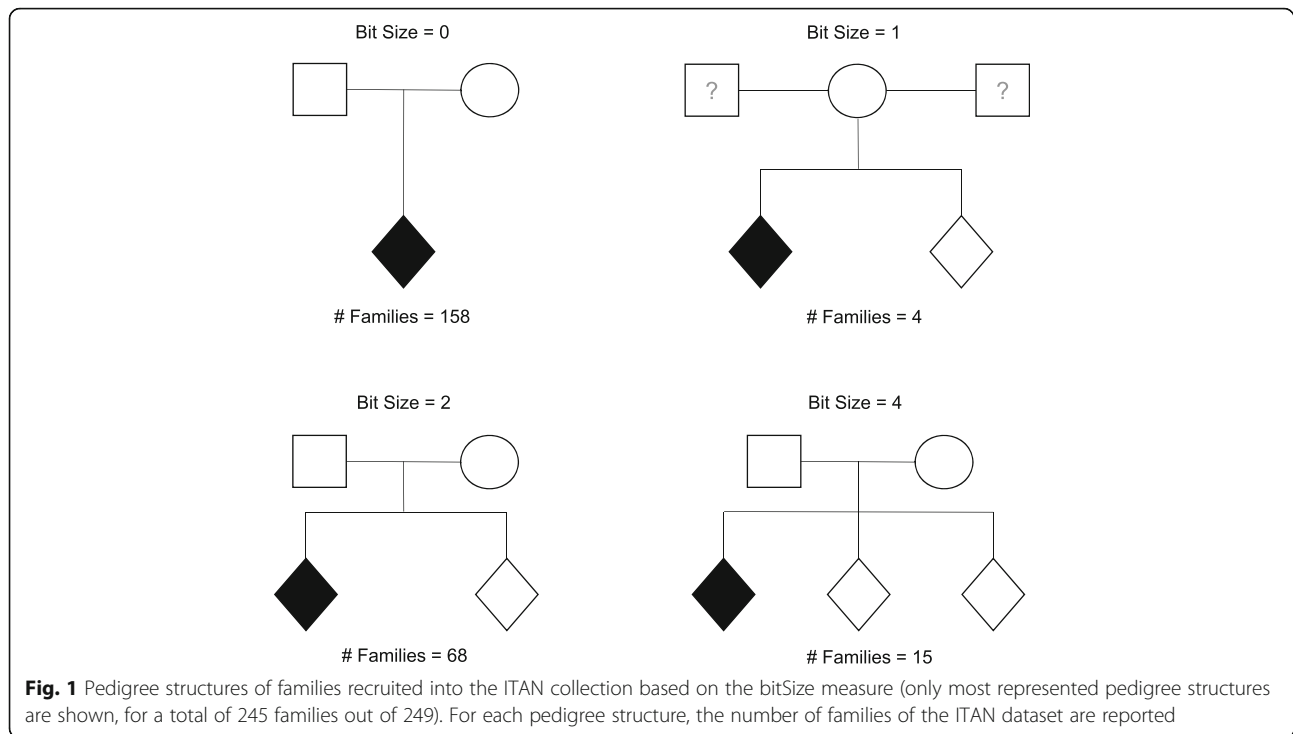 Bit Size = 0
Bit Size = 1
?
?
# Families = 158
# Families = 4
Bit Size = 2
Bit Size = 4
# Families = 68
# Families = 15
Fig. 1 Pedigree structures of families recruited into the ITAN collection based on the bitSize measure (only most represented pedigree structures
are shown, for a total of 245 families out of 249). For each pedigree structure, the number of families of the ITAN dataset are reported